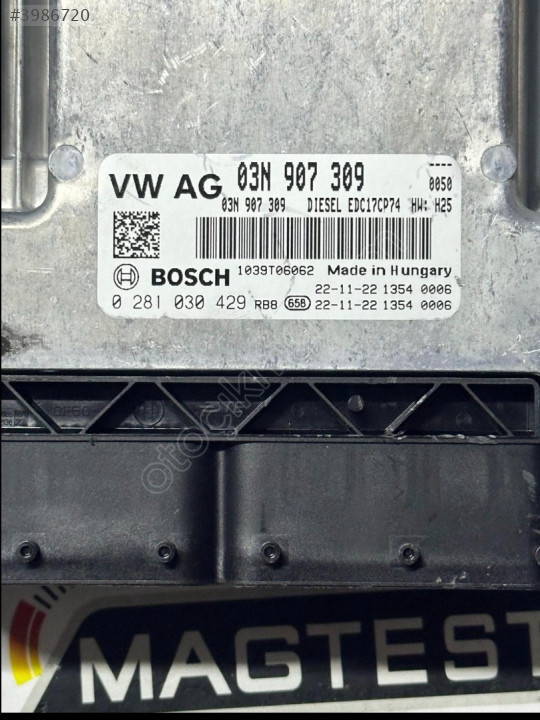 #3986720
VW AG 03N 907 309 ----
0050
03N 907 309 DIESEL EDC17CP74 HW: H25
BOSCH 1039T06062 Made in Hungary
22-11-22 1354 0006
0 281 030 429 RBB 658 22-11-22 1354 0006
MAGTEST